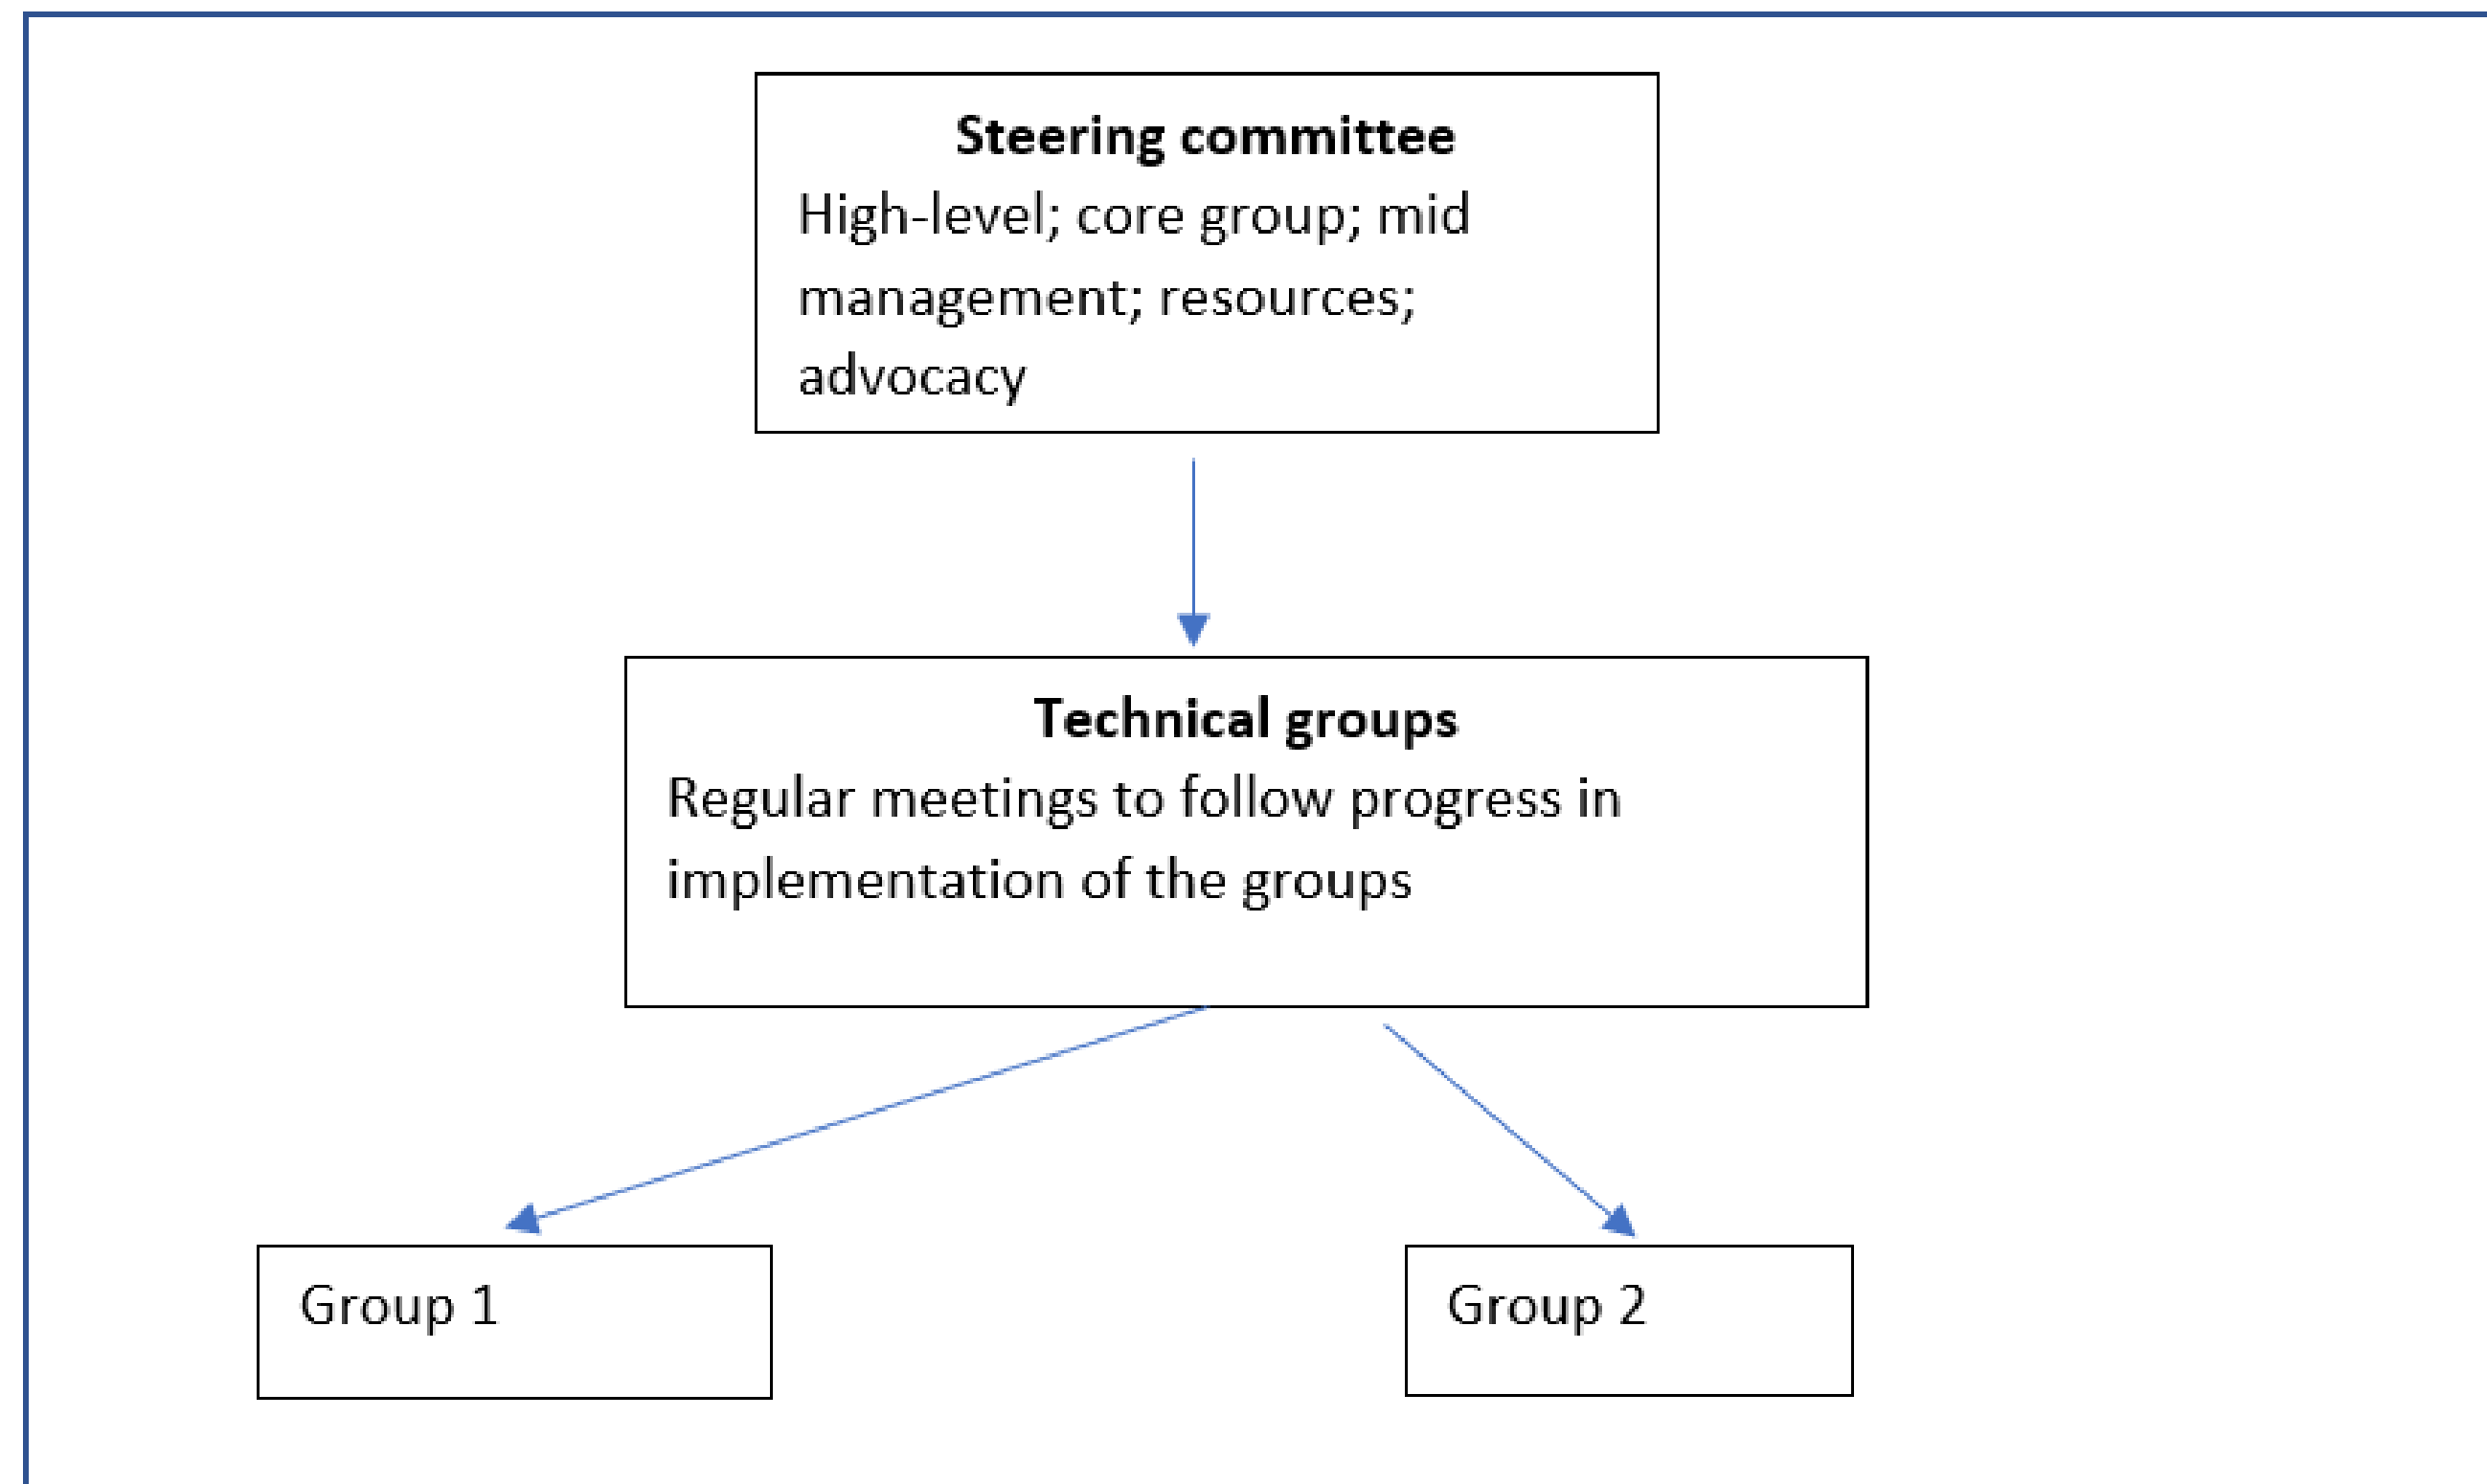 Steering committee
High-level; core group; mid
management; resources;
advocacy
Technical groups
Regular meetings to follow progress in
implementation of the groups
Group 1
Group 2